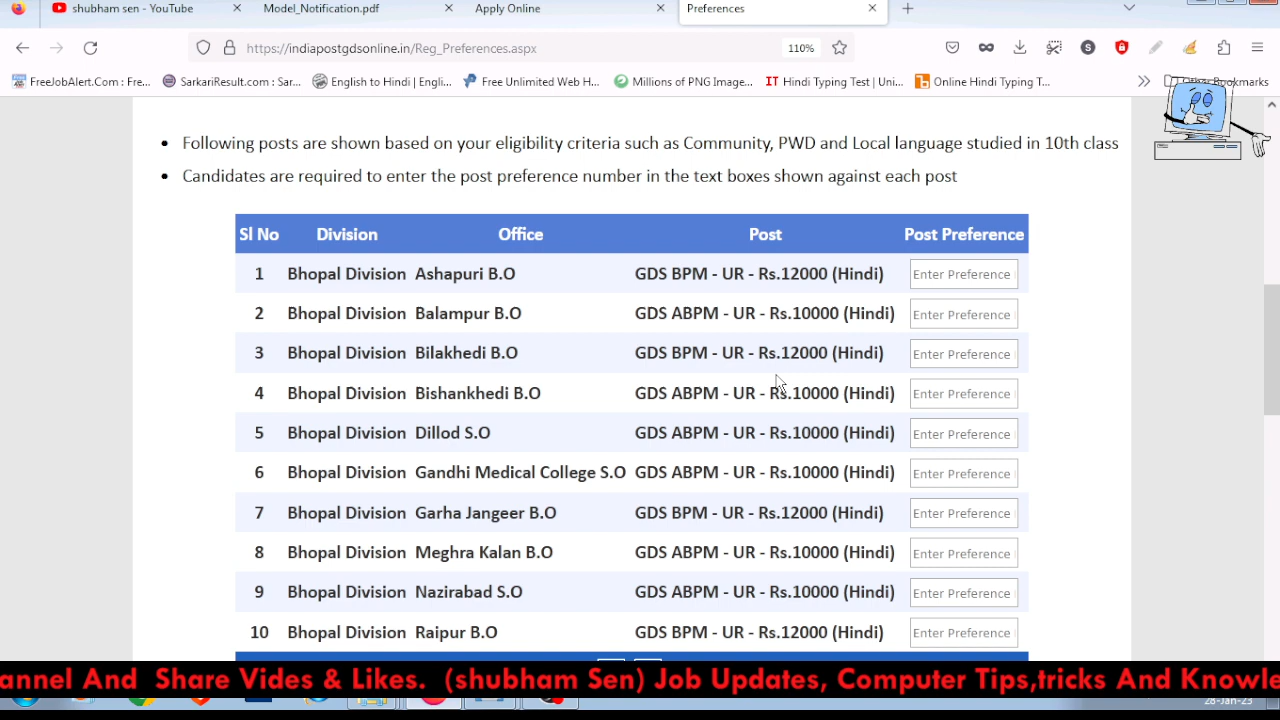 shubham sen - YouTube
Model_Notification.pdf
Apply Online
Preferences
https://indiapostgdsonline.in/Reg_Preferences.aspx
110%
FreeJobAlert.Com : Fre...
SarkariResult.com : Sar...
English to Hindi | Engli...
Free Unlimited Web H...
Millions of PNG Image...
IT Hindi Typing Test | Uni...
Online Hindi Typing T...
Other Bookmarks
• Following posts are shown based on your eligibility criteria such as Community, PWD and Local language studied in 10th class
• Candidates are required to enter the post preference number in the text boxes shown against each post
Sl No Division Office Post Post Preference
1 Bhopal Division Ashapuri B.O GDS BPM - UR - Rs.12000 (Hindi) Enter Preference
2 Bhopal Division Balampur B.O GDS ABPM - UR - Rs.10000 (Hindi) Enter Preference
3 Bhopal Division Bilakhedi B.O GDS BPM - UR - Rs.12000 (Hindi) Enter Preference
4 Bhopal Division Bishankhedi B.O GDS ABPM - UR - Rs.10000 (Hindi) Enter Preference
5 Bhopal Division Dillod S.O GDS ABPM - UR - Rs.10000 (Hindi) Enter Preference
6 Bhopal Division Gandhi Medical College S.O GDS ABPM - UR - Rs.10000 (Hindi) Enter Preference
7 Bhopal Division Garha Jangeer B.O GDS BPM - UR - Rs.12000 (Hindi) Enter Preference
8 Bhopal Division Meghra Kalan B.O GDS ABPM - UR - Rs.10000 (Hindi) Enter Preference
9 Bhopal Division Nazirabad S.O GDS ABPM - UR - Rs.10000 (Hindi) Enter Preference
10 Bhopal Division Raipur B.O GDS BPM - UR - Rs.12000 (Hindi) Enter Preference
annel And Share Videos & Likes. (shubham Sen) Job Updates, Computer Tips,tricks And Knowle
28-Jan-23